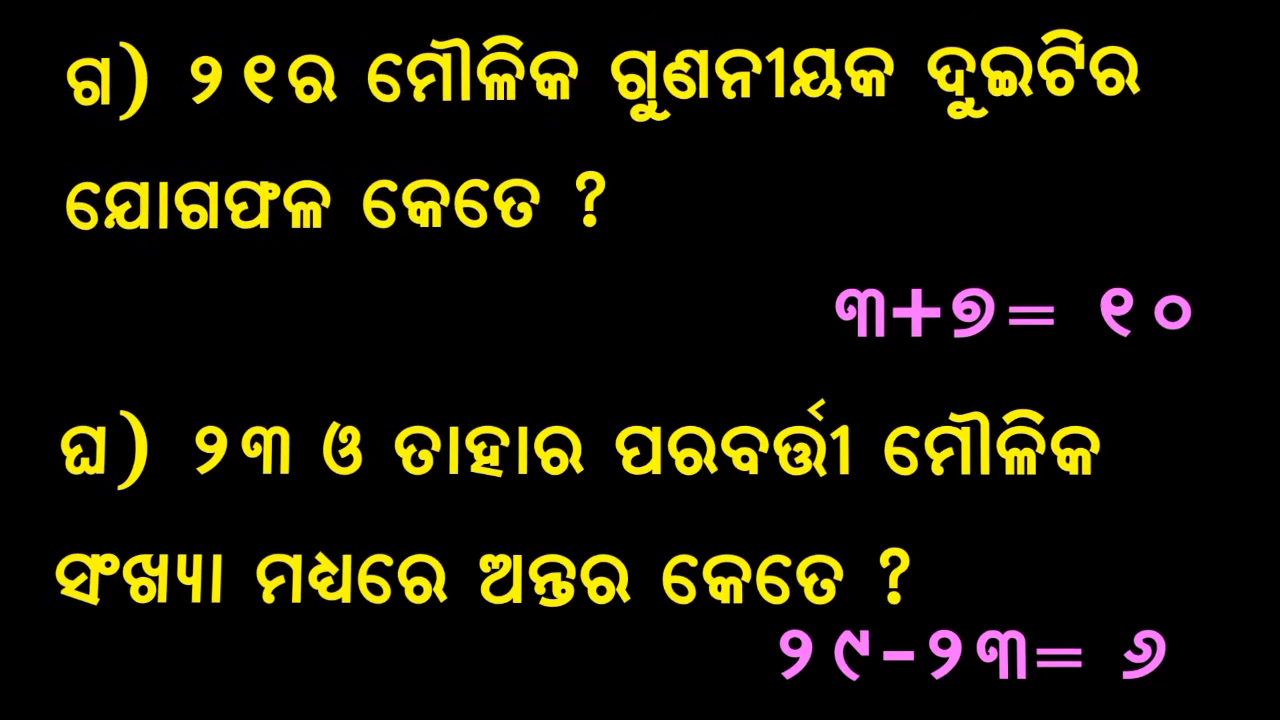 ଗ) ୨୧ର ମୌଳିକ ଗୁଣନୀୟକ ଦୁଇଟିର
ଯୋଗଫଳ କେତେ ?
୩+୭= ୧୦
ଘ) ୨୩ ଓ ତାହାର ପରବର୍ତ୍ତୀ ମୌଳିକ
ସଂଖ୍ୟା ମଧ୍ୟରେ ଅନ୍ତର କେତେ ?
୨୯-୨୩= ୬